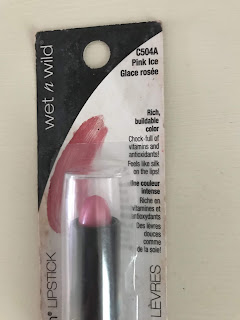 wet n wild®
C504A
Pink Ice
Glace rosée
Rich,
buildable
color
Chock-full of
vitamins and
antioxidants!
Feels like silk
on the lips!
Une couleur
intense
Riche en
vitamines et
antioxydants
Des lèvres
douces
comme
de la soie!
LIPSTICK
LÈVRES